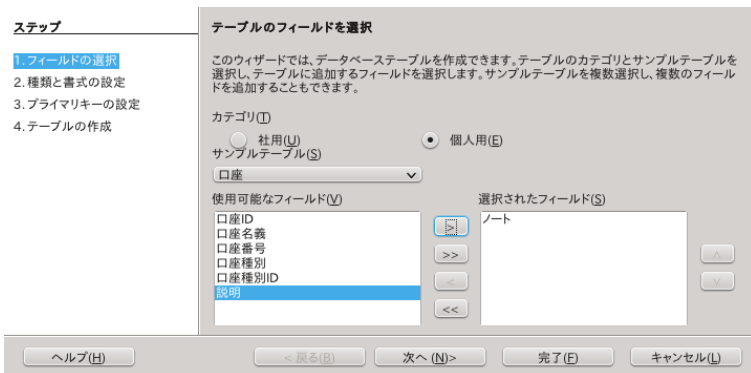 ステップ
テーブルのフィールドを選択
1.フィールドの選択
2.種類と書式の設定
3.プライマリキーの設定
4.テーブルの作成
このウィザードでは、データベーステーブルを作成できます。テーブルのカテゴリとサンプルテーブルを
選択し、テーブルに追加するフィールドを選択します。サンプルテーブルを複数選択し、複数のフィール
ドを追加することもできます。
カテゴリ(T)
社用(U)
個人用(E)
サンプルテーブル(S)
口座
使用可能なフィールド(V)
選択されたフィールド(S)
口座ID
口座名義
口座番号
口座種別
口座種別ID
説明
>
>>
<
<<
ノート
ヘルプ(H)
< 戻る(B)
次へ (N)>
完了(F)
キャンセル(L)